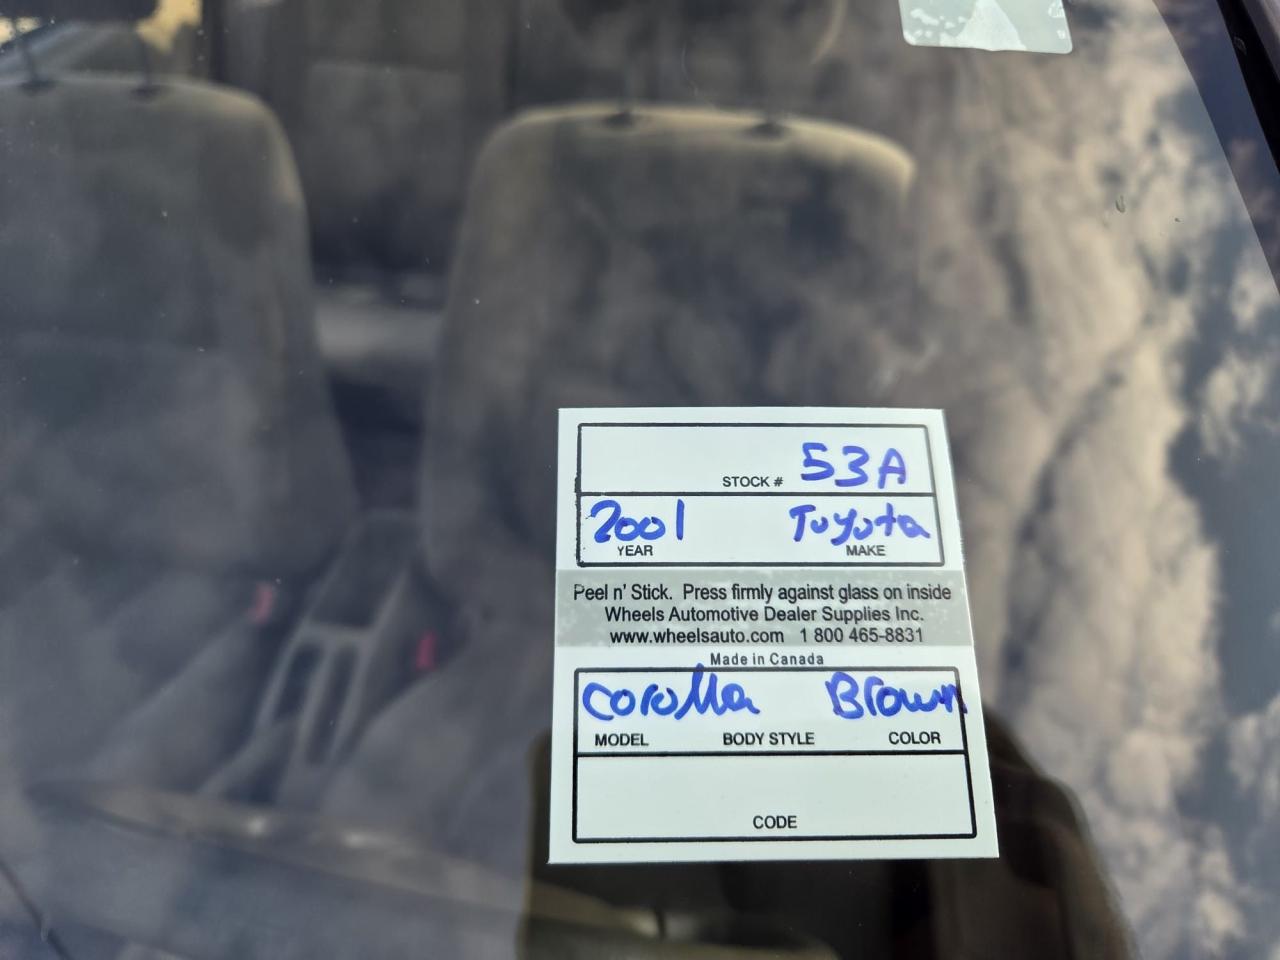 STOCK # 53A
2001 Toyota
YEAR MAKE
Peel n' Stick. Press firmly against glass on inside
Wheels Automotive Dealer Supplies Inc.
www.wheelsauto.com 1 800 465-8831
Made in Canada
Corolla Brown
MODEL BODY STYLE COLOR
CODE